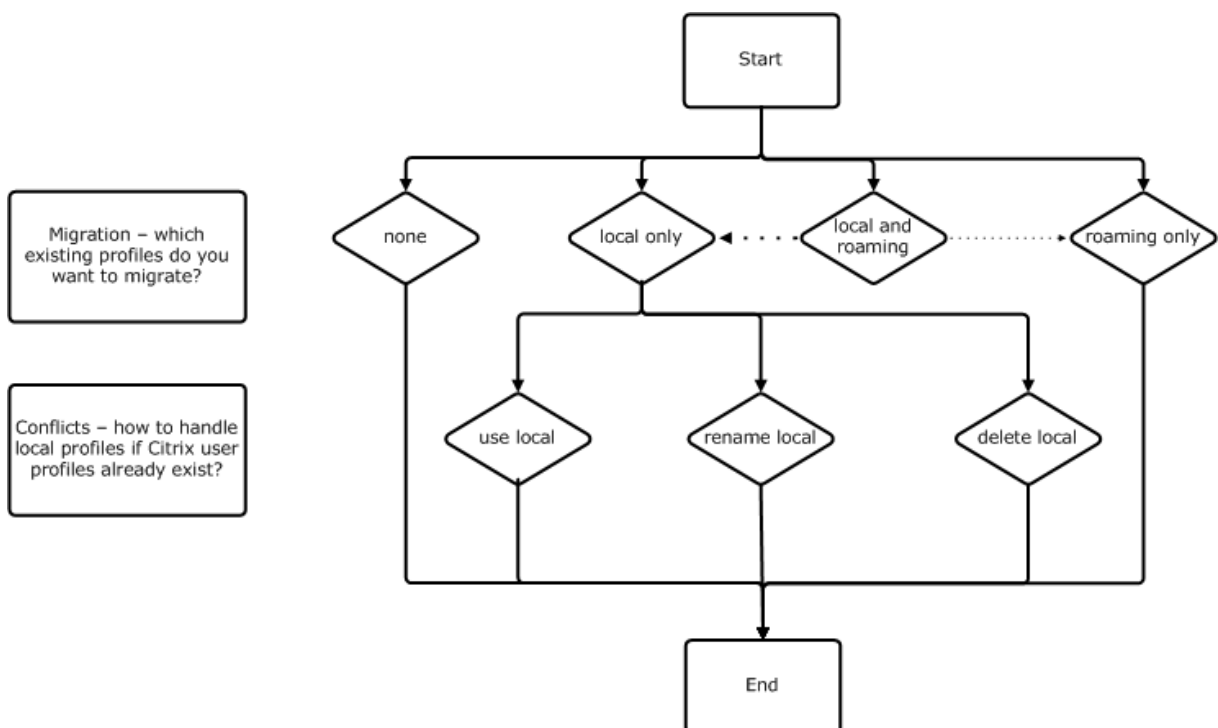 Start
Migration – which
existing profiles do you
want to migrate?
none
local only
local and
roaming
roaming only
Conflicts – how to handle
local profiles if Citrix user
profiles already exist?
use local
rename local
delete local
End